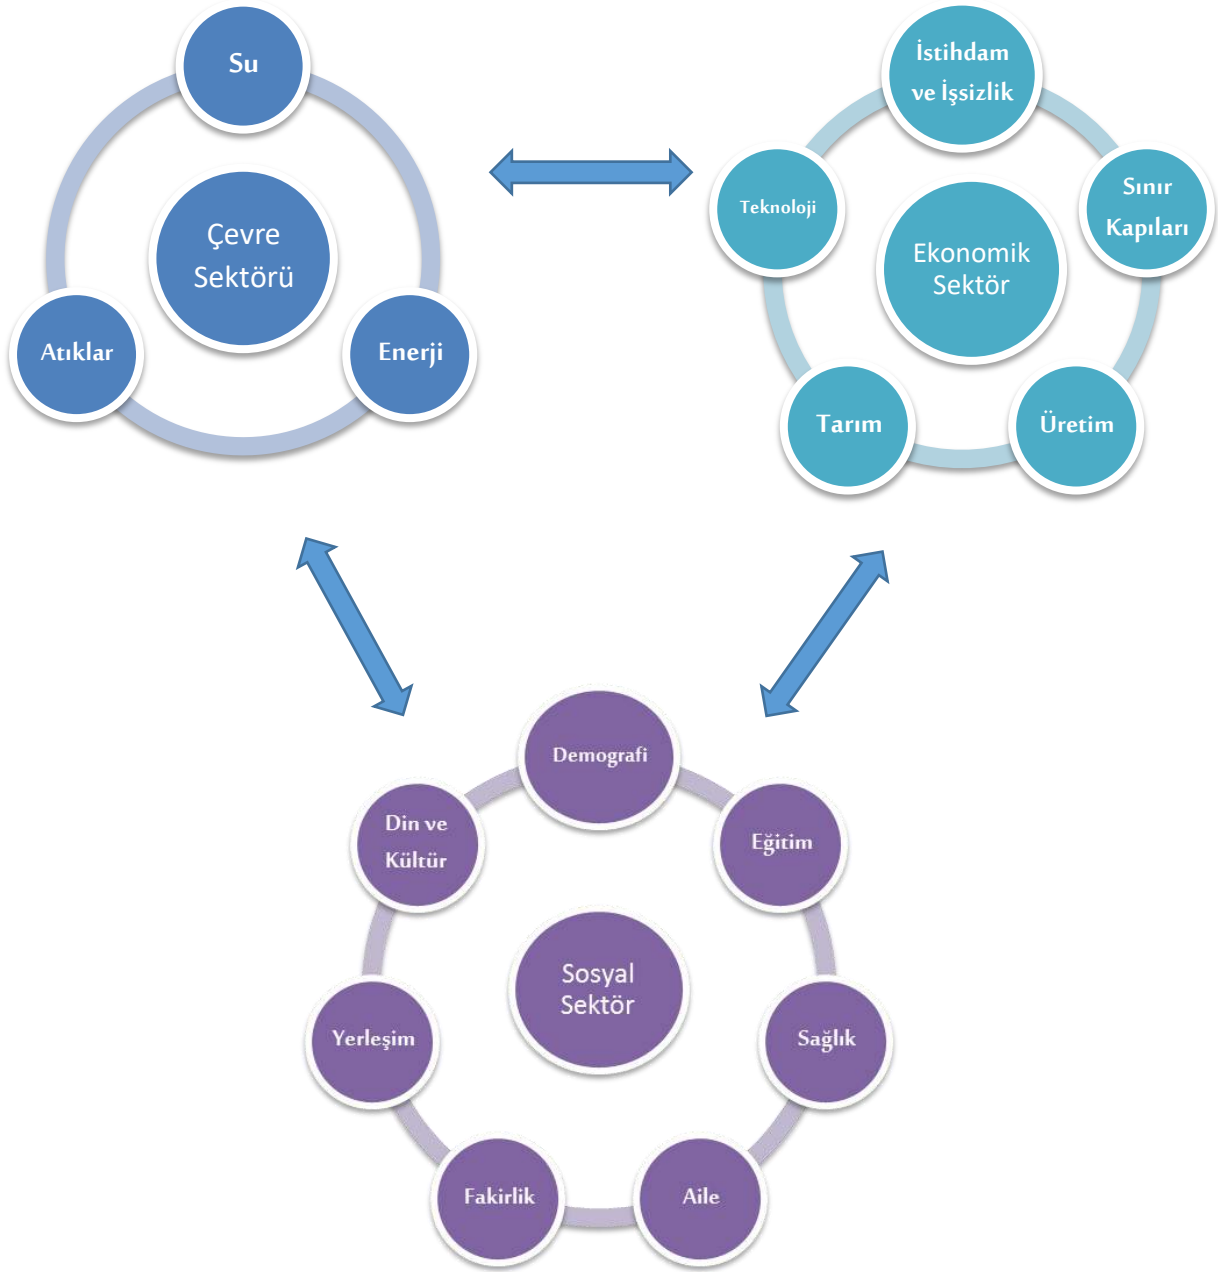 Su
Çevre
Sektörü
Atıklar
Enerji
İstihdam
ve İşsizlik
Teknoloji
Sınır
Kapıları
Ekonomik
Sektör
Tarım
Üretim
Demografi
Din ve
Kültür
Eğitim
Sosyal
Sektör
Yerleşim
Sağlık
Fakirlik
Aile